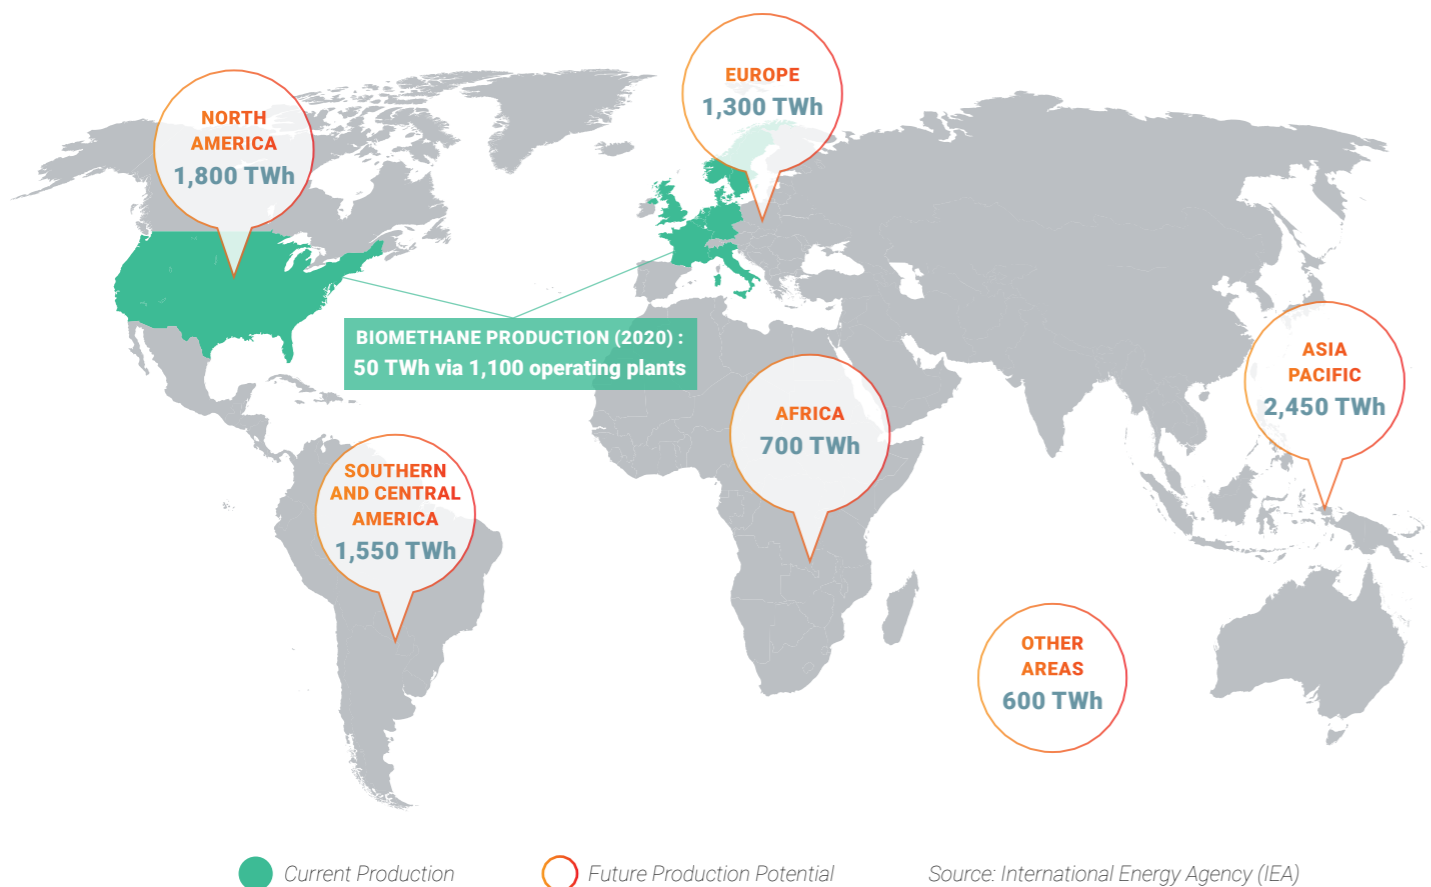 EUROPE
1,300 TWh
NORTH
AMERICA
1,800 TWh
BIOMETHANE PRODUCTION (2020) :
50 TWh via 1,100 operating plants
ASIA
PACIFIC
2,450 TWh
AFRICA
700 TWh
SOUTHERN
AND CENTRAL
AMERICA
1,550 TWh
OTHER
AREAS
600 TWh
Current Production
Future Production Potential
Source: International Energy Agency (IEA)